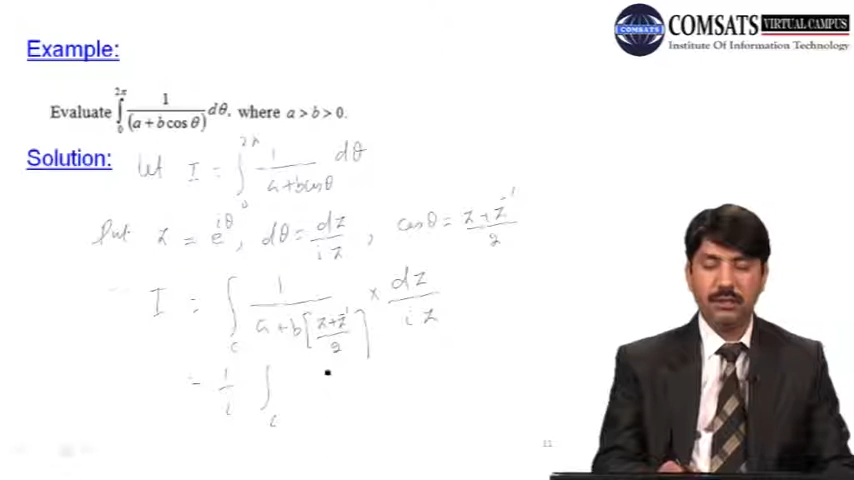 COMSATS VIRTUAL CAMPUS
COMSATS Institute Of Information Technology
Example:
Evaluate ∫₀^{2π} 1/(a + b cos θ) dθ, where a > b > 0.
Solution: Let I = ∫₀^{2π} 1/(a+bcosθ) dθ
Put z = e^{iθ}, dθ = dz/(iz), cosθ = (z+z^{-1})/2
I = ∫_c 1/(a+b[(z+z^{-1})/2]) × dz/(iz)
= 1/i ∫_c
11